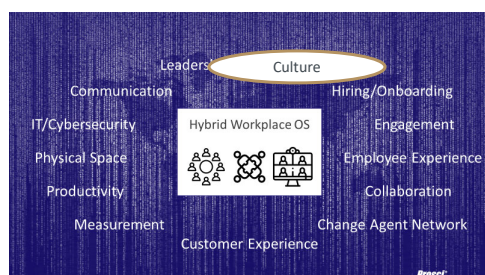 Leaders
Culture
Communication
Hiring/Onboarding
IT/Cybersecurity
Hybrid Workplace OS
Engagement
Physical Space
Employee Experience
Productivity
Collaboration
Measurement
Change Agent Network
Customer Experience
Prosci